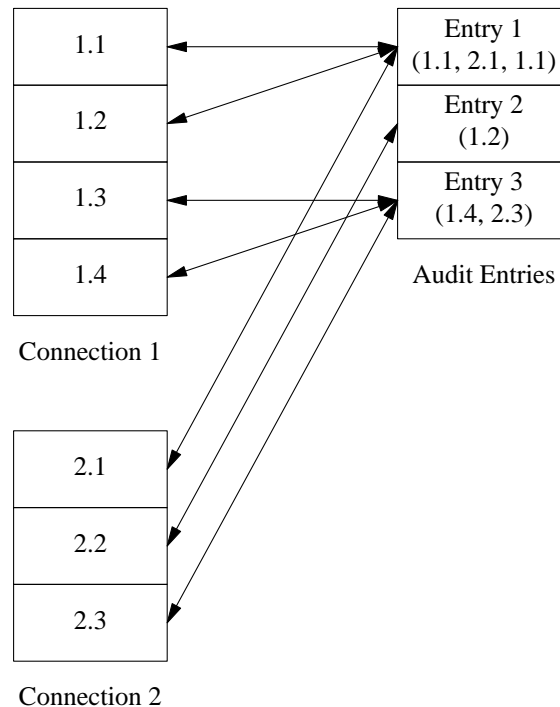 1.1
1.2
1.3
1.4
Connection 1
2.1
2.2
2.3
Connection 2
Entry 1
(1.1, 2.1, 1.1)
Entry 2
(1.2)
Entry 3
(1.4, 2.3)
Audit Entries